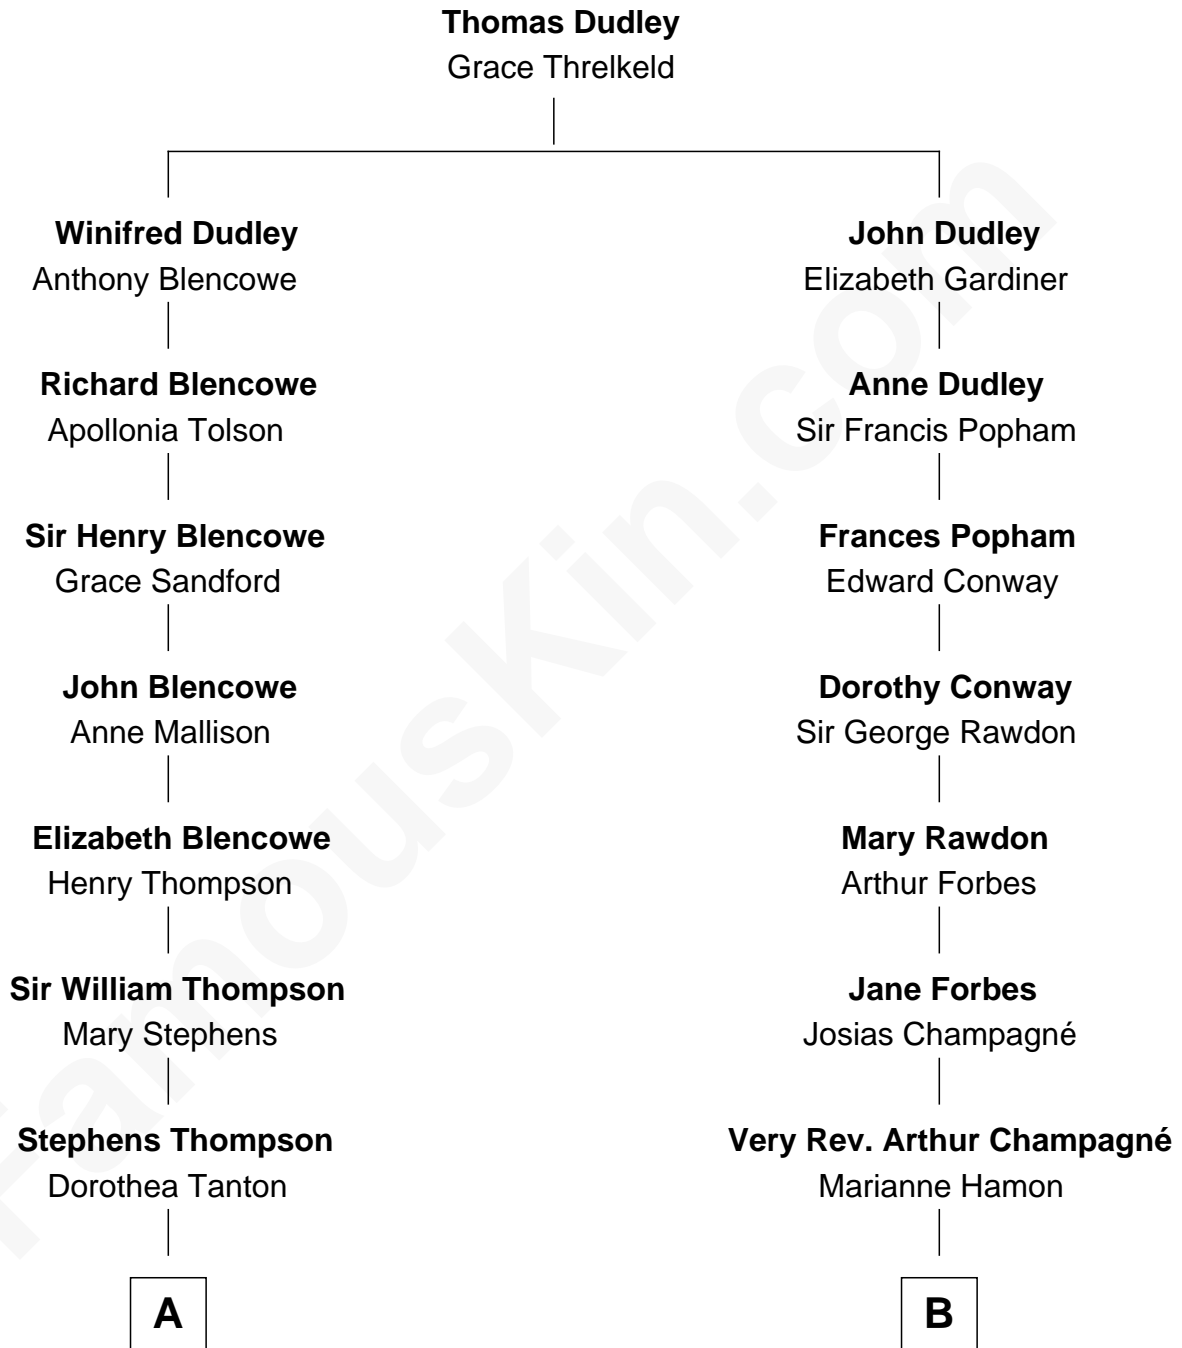 Thomas Dudley
Grace Threlkeld
Winifred Dudley
Anthony Blencowe
Richard Blencowe
Apollonia Tolson
Sir Henry Blencowe
Grace Sandford
John Blencowe
Anne Mallison
Elizabeth Blencowe
Henry Thompson
Sir William Thompson
Mary Stephens
Stephens Thompson
Dorothea Tanton
A
John Dudley
Elizabeth Gardiner
Anne Dudley
Sir Francis Popham
Frances Popham
Edward Conway
Dorothy Conway
Sir George Rawdon
Mary Rawdon
Arthur Forbes
Jane Forbes
Josias Champagné
Very Rev. Arthur Champagné
Marianne Hamon
B
FamousKin.com